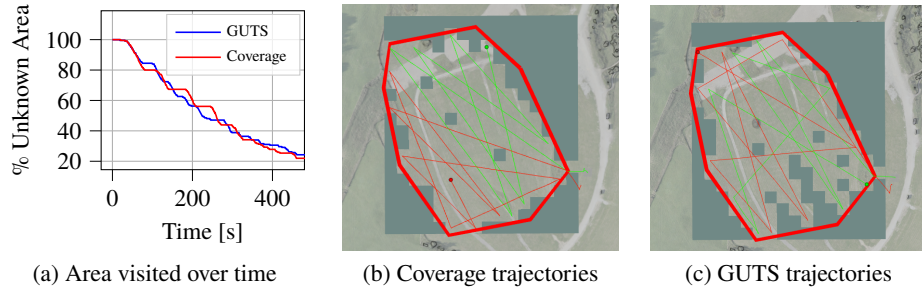 % Unknown Area
100
80
60
40
20
0
200
400
Time [s]
GUTS
Coverage
(a) Area visited over time
(b) Coverage trajectories
(c) GUTS trajectories